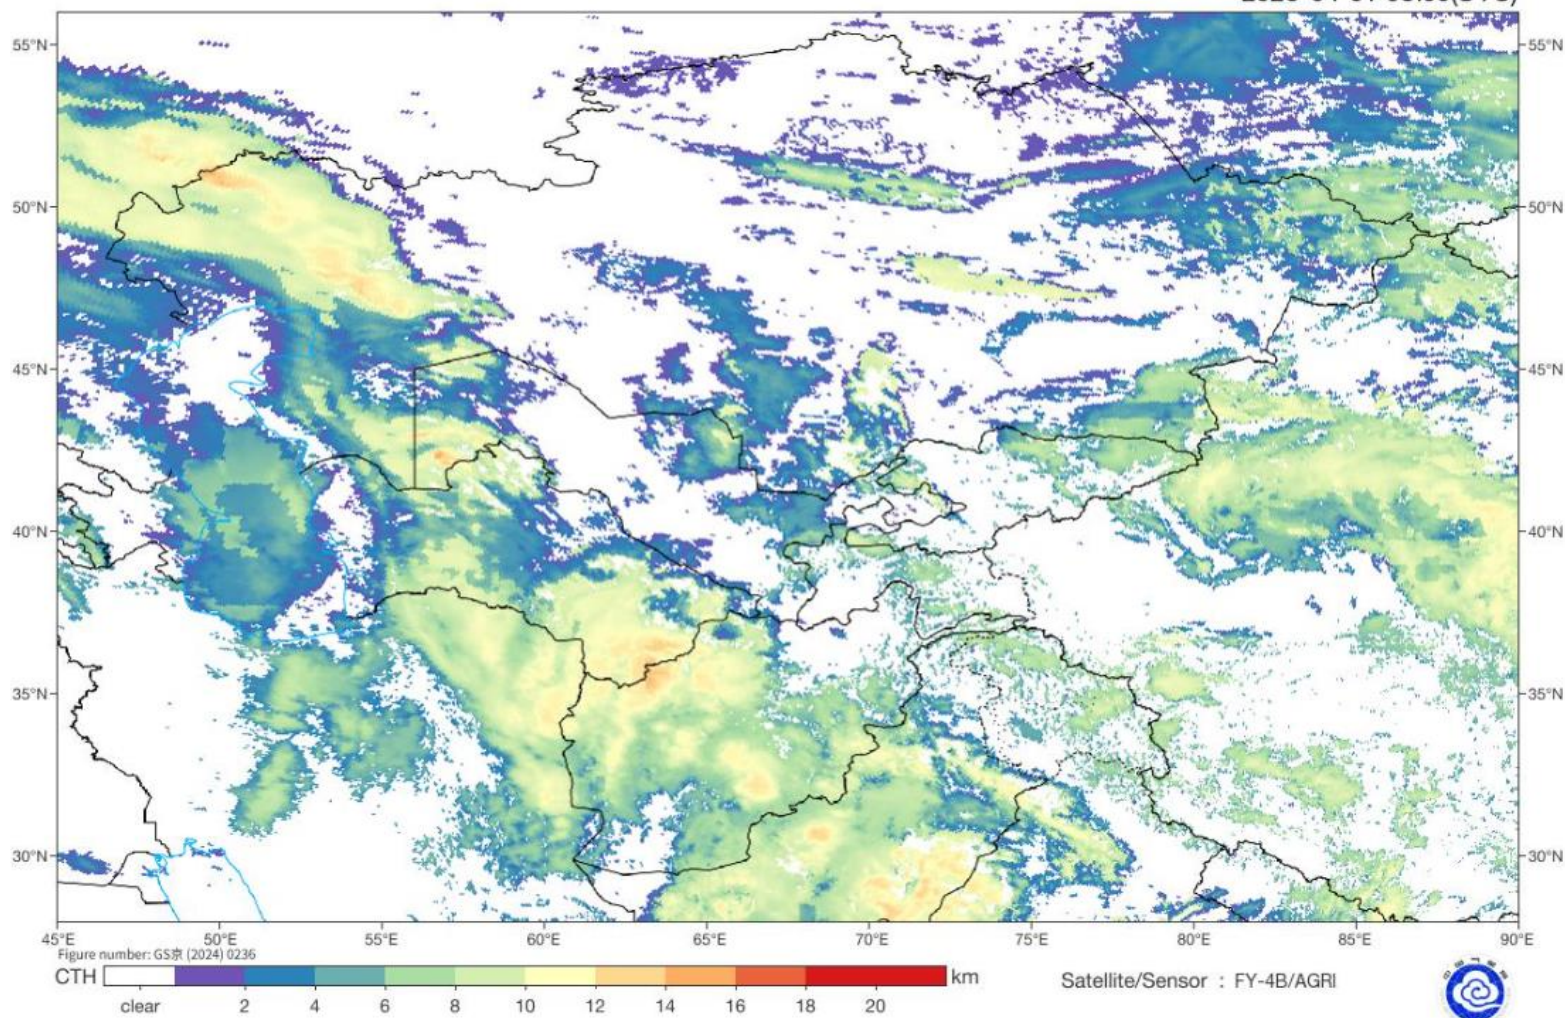 55°N 55°N
50°N 50°N
45°N 45°N
40°N 40°N
35°N 35°N
30°N 30°N
45°E 50°E 55°E 60°E 65°E 70°E 75°E 80°E 85°E 90°E
Figure number: GS京 (2024) 0236
CTH km
clear 2 4 6 8 10 12 14 16 18 20
Satellite/Sensor : FY-4B/AGRI